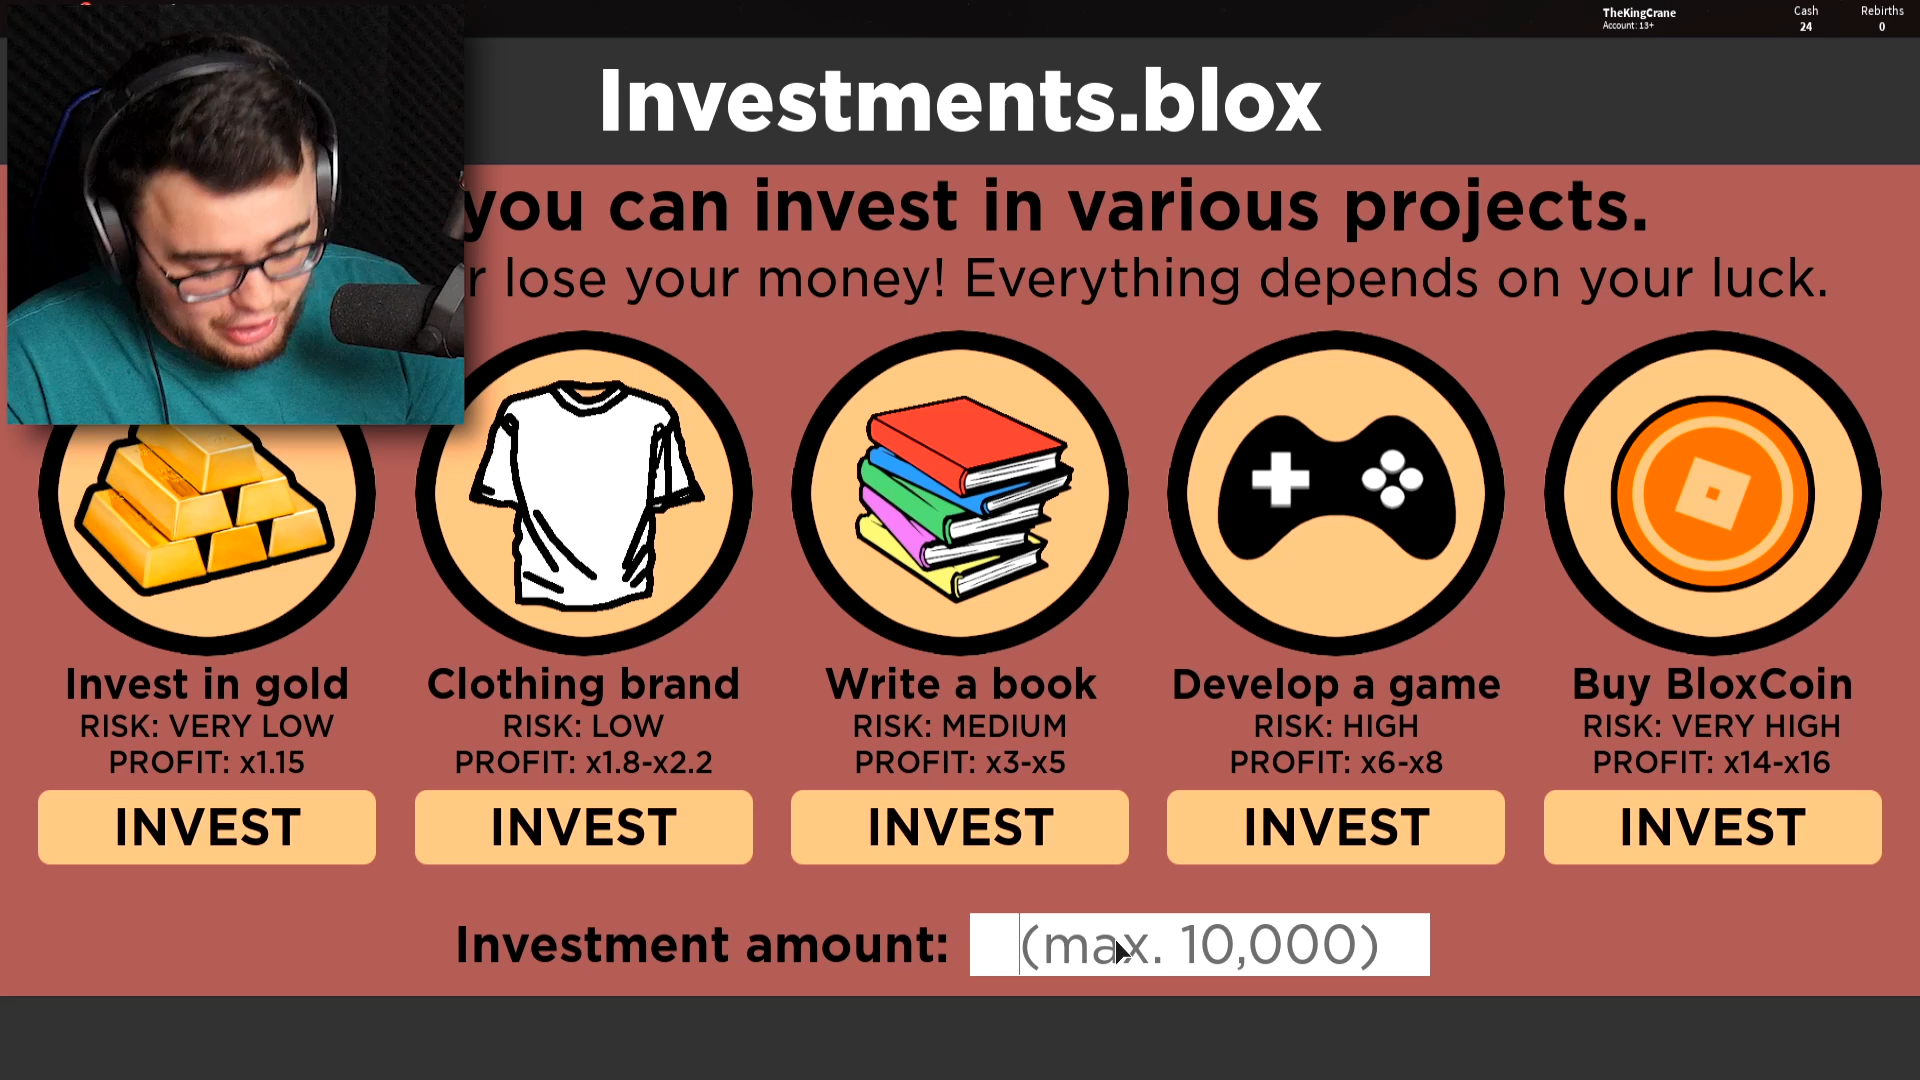 TheKingCrane
Account: 13+
Cash
24
Rebirths
0
Investments.blox
you can invest in various projects.
r lose your money! Everything depends on your luck.
Invest in gold
RISK: VERY LOW
PROFIT: x1.15
INVEST
Clothing brand
RISK: LOW
PROFIT: x1.8-x2.2
INVEST
Write a book
RISK: MEDIUM
PROFIT: x3-x5
INVEST
Develop a game
RISK: HIGH
PROFIT: x6-x8
INVEST
Buy BloxCoin
RISK: VERY HIGH
PROFIT: x14-x16
INVEST
Investment amount: (max. 10,000)